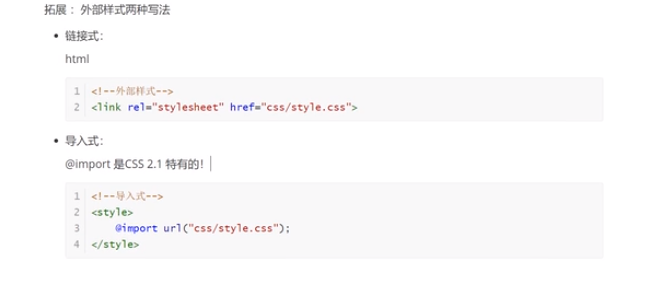 拓展：外部样式两种写法
链接式：
html
1 <!--外部样式-->
2 <link rel="stylesheet" href="css/style.css">
导入式：
@import 是CSS 2.1 特有的！
1 <!--导入式-->
2 <style>
3 @import url("css/style.css");
4 </style>